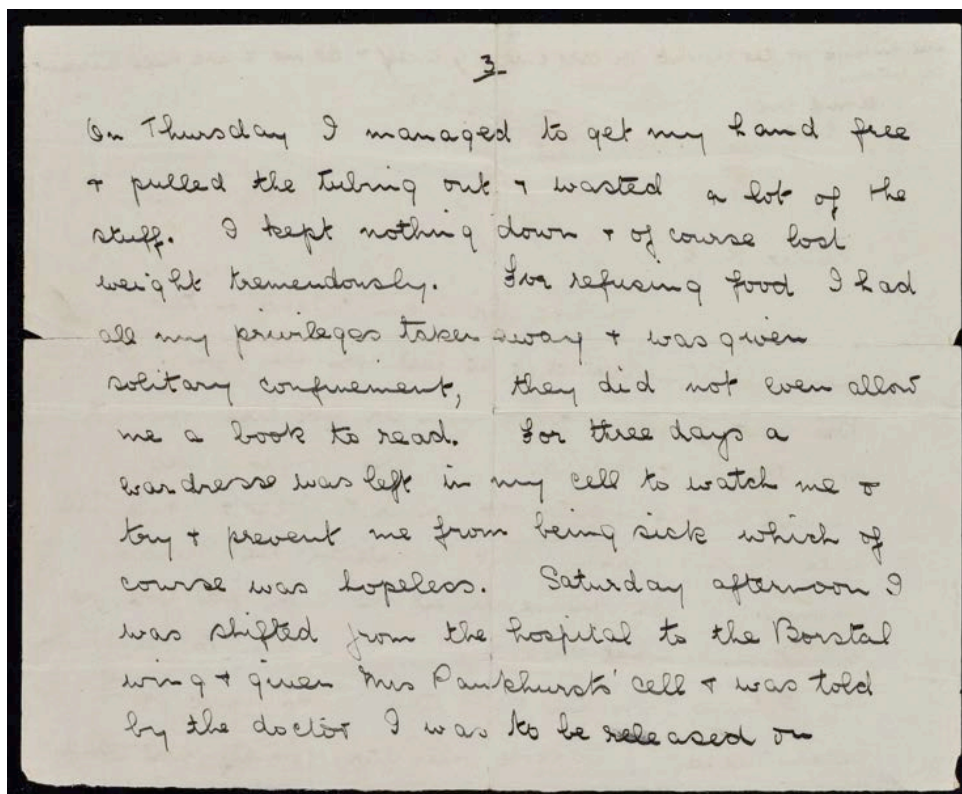 3
On Thursday I managed to get my hand free
+ pulled the tubing out + wasted a lot of the
stuff. I kept nothing down + of course lost
weight tremendously. For refusing food I had
all my privileges taken away + was given
solitary confinement, they did not even allow
me a book to read. For three days a
wardresse was left in my cell to watch me +
try + prevent me from being sick which of
course was hopeless. Saturday afternoon I
was shifted from the hospital to the Borstal
wing + given Mrs Pankhursts' cell + was told
by the doctor I was to be released on